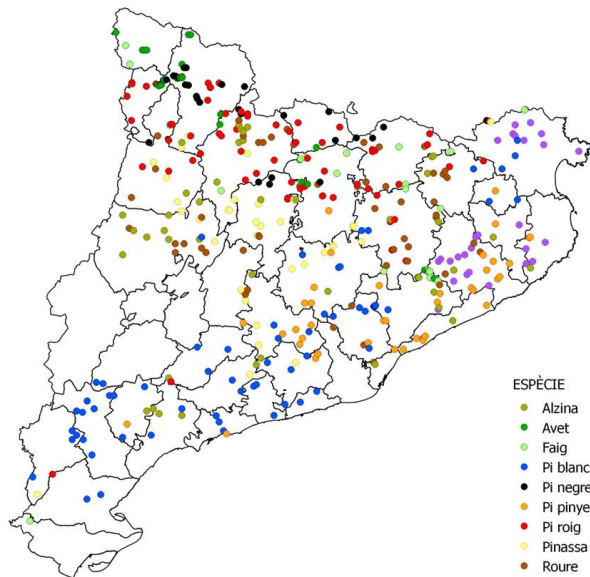 ESPÈCIE
Alzina
Avet
Faig
Pi blanc
Pi negre
Pi pinye
Pi roig
Pinassa
Roure